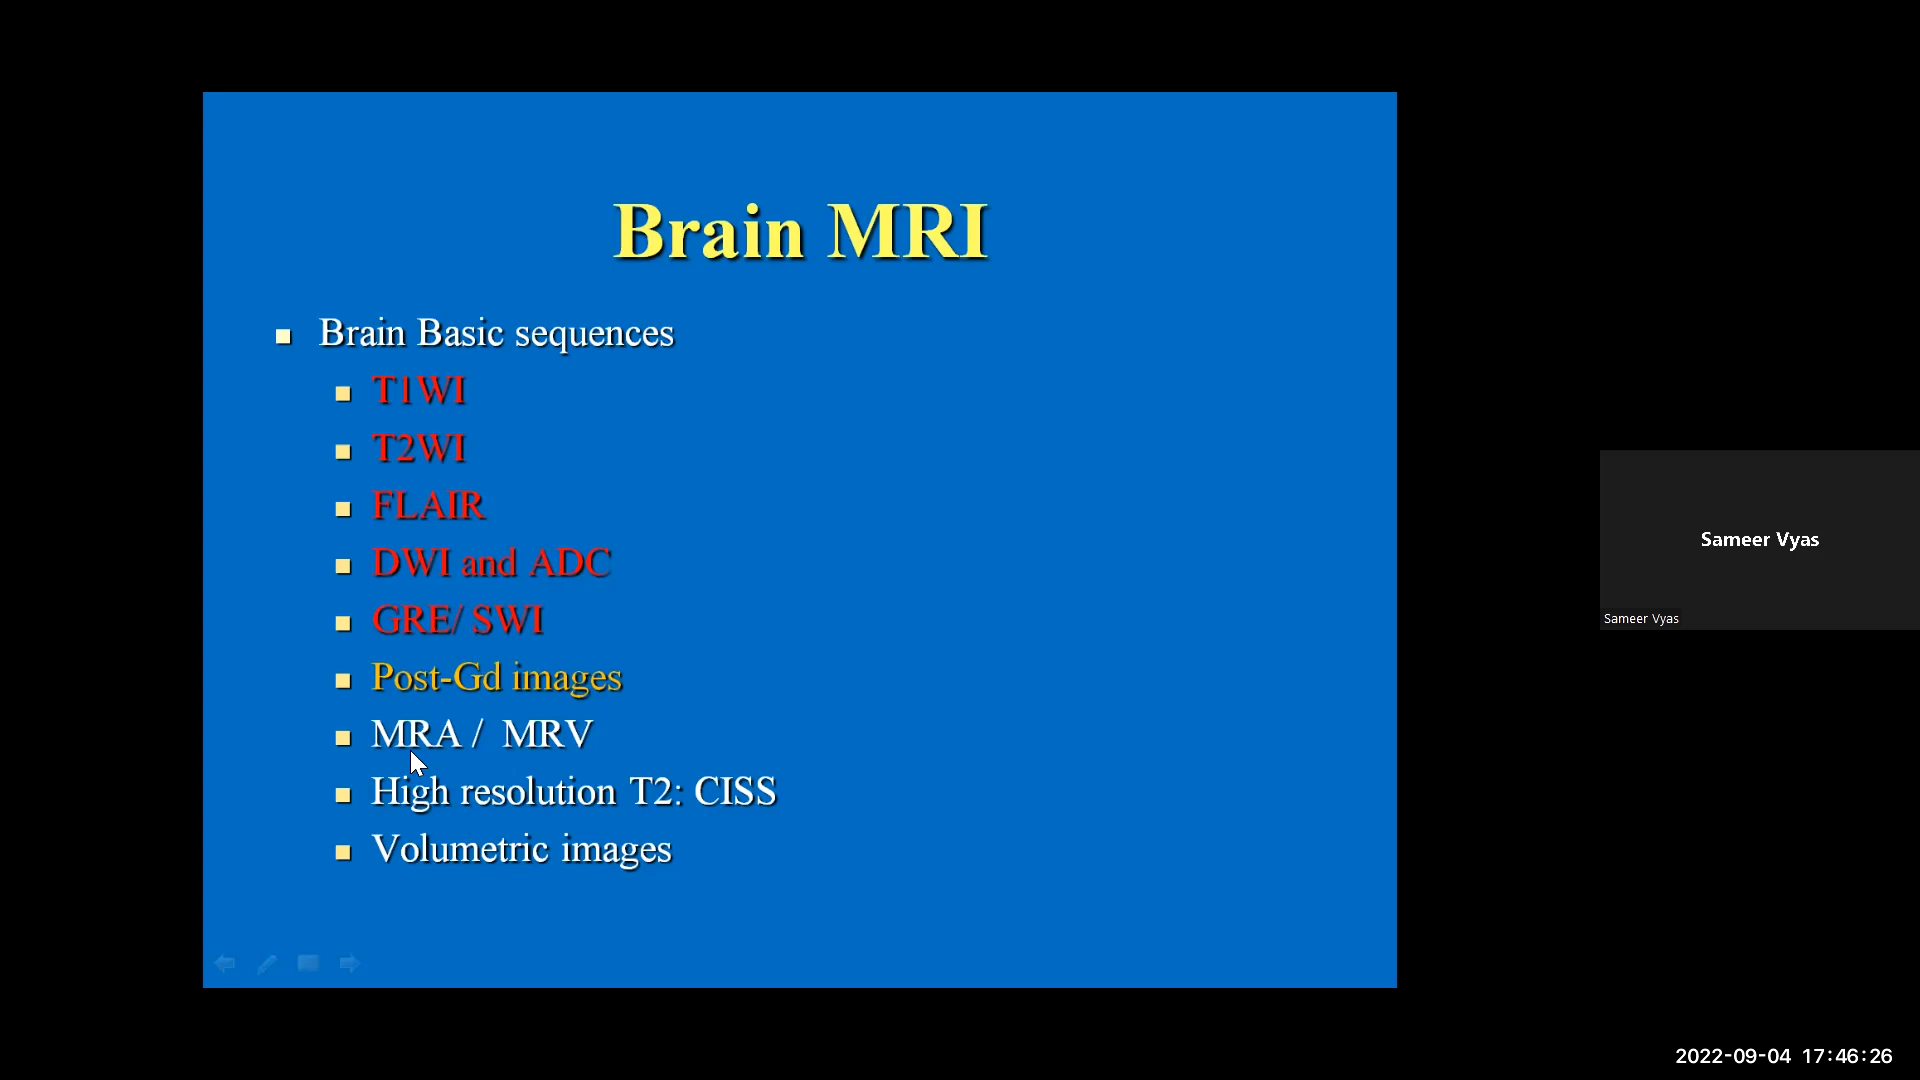 Brain MRI
Brain Basic sequences
T1WI
T2WI
FLAIR
DWI and ADC
GRE/ SWI
Post-Gd images
MRA / MRV
High resolution T2: CISS
Volumetric images
Sameer Vyas
Sameer Vyas
2022-09-04 17:46:26